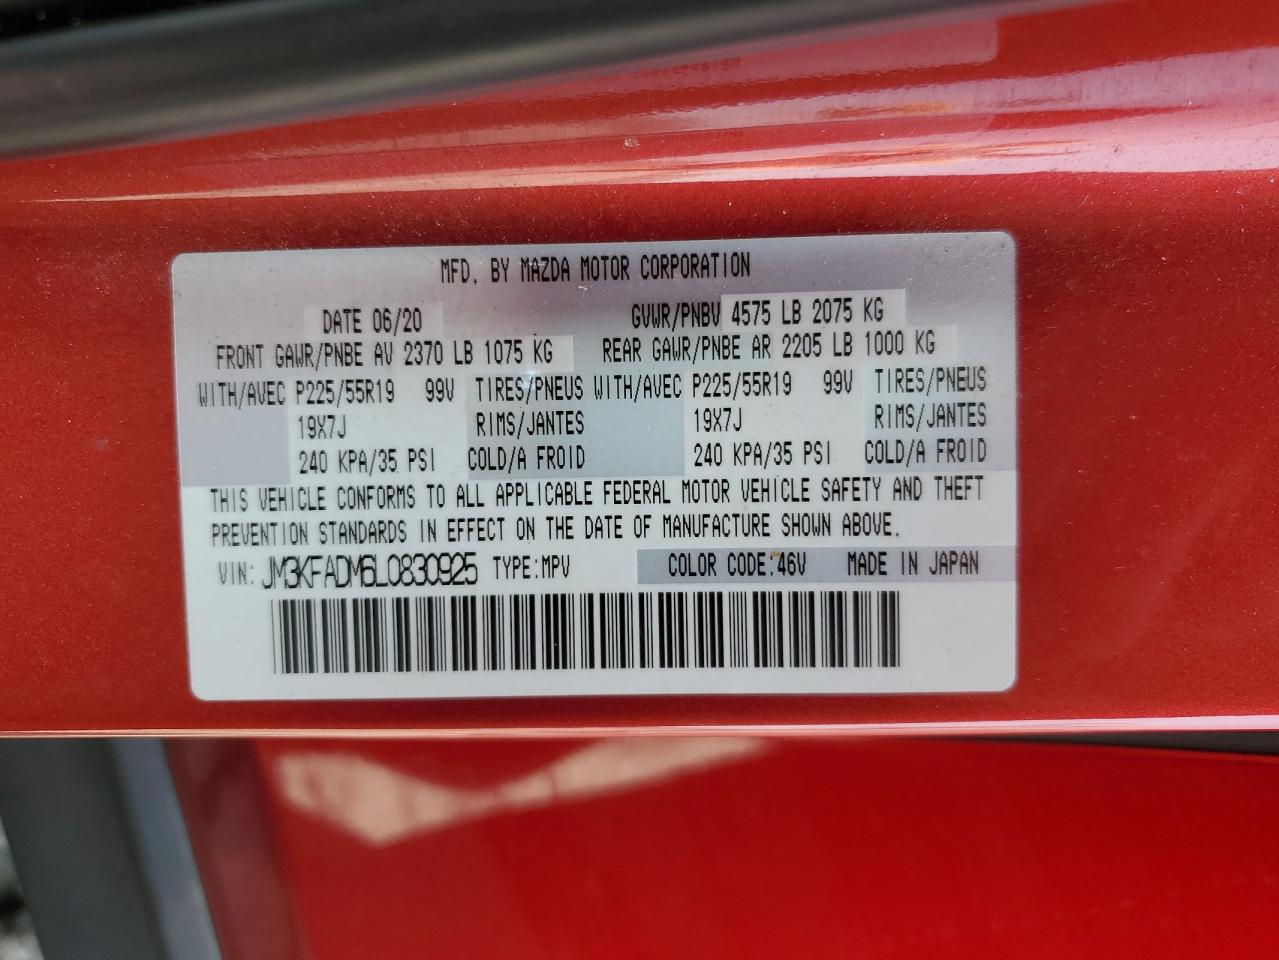 MFD. BY MAZDA MOTOR CORPORATION
DATE 06/20 GVWR/PNBV 4575 LB 2075 KG
FRONT GAWR/PNBE AV 2370 LB 1075 KG REAR GAWR/PNBE AR 2205 LB 1000 KG
WITH/AVEC P225/55R19 99V TIRES/PNEUS WITH/AVEC P225/55R19 99V TIRES/PNEUS
19X7J RIMS/JANTES 19X7J RIMS/JANTES
240 KPA/35 PSI COLD/A FROID 240 KPA/35 PSI COLD/A FROID
THIS VEHICLE CONFORMS TO ALL APPLICABLE FEDERAL MOTOR VEHICLE SAFETY AND THEFT
PREVENTION STANDARDS IN EFFECT ON THE DATE OF MANUFACTURE SHOWN ABOVE.
VIN: JM3KFADM6L0830925 TYPE:MPV COLOR CODE:46V MADE IN JAPAN